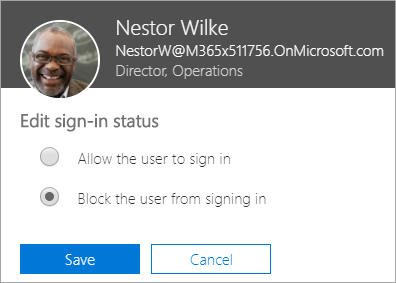 Nestor Wilke
NestorW@M365x511756.OnMicrosoft.com
Director, Operations
Edit sign-in status
Allow the user to sign in
Block the user from signing in
Save
Cancel